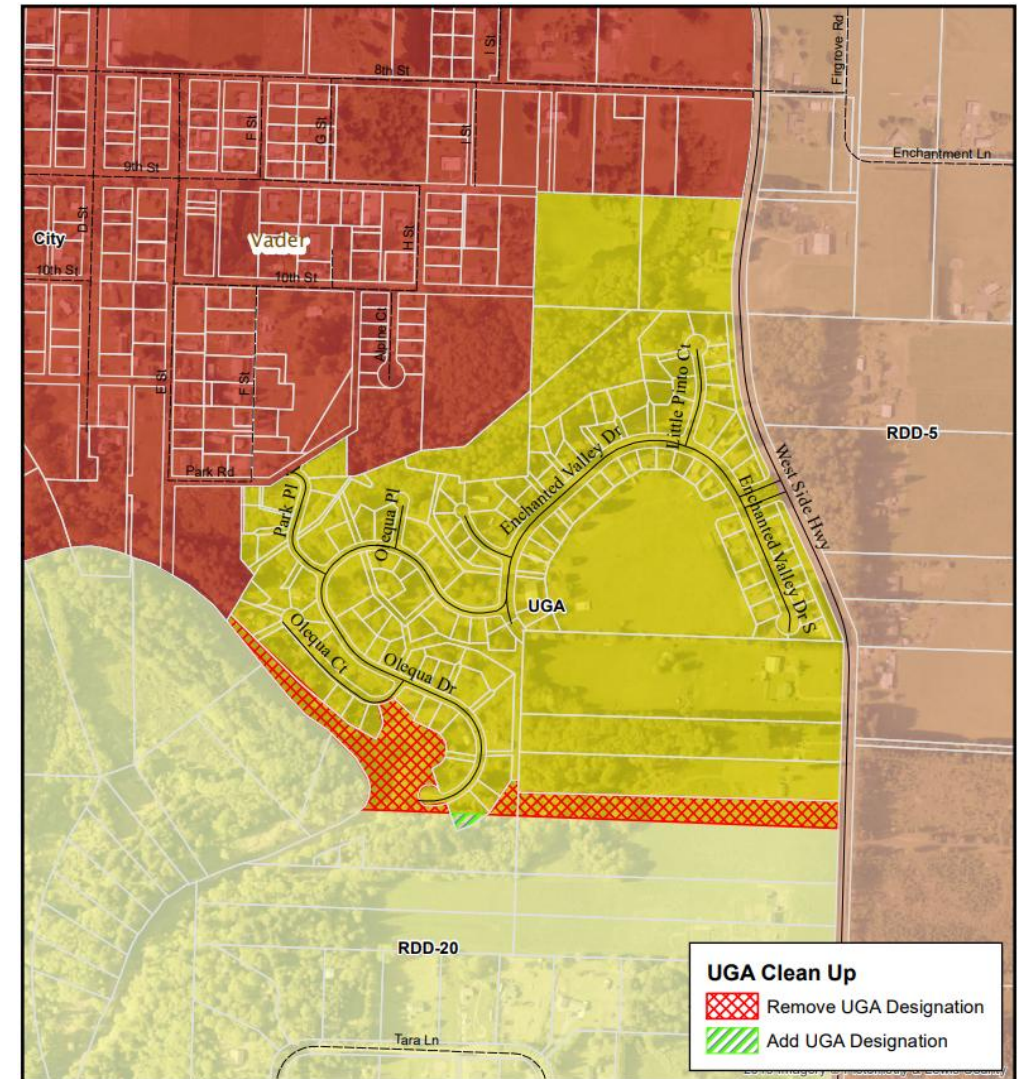 Firgrove Rd
I St
8th St
F St
G St
I St
Enchantment Ln
9th St
D St
City
Vader
H St
10th St
10th St
Alpine Ct
Little Pinto Ct
E St
F St
RDD-5
Enchanted Valley Dr
West Side Hwy
Park Rd
Park Pl
Olequa Pl
Enchanted Valley Dr S
UGA
Olequa Ct
Olequa Dr
RDD-20
UGA Clean Up
Remove UGA Designation
Add UGA Designation
Tara Ln